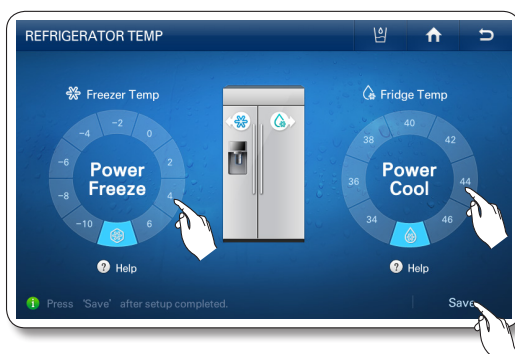 REFRIGERATOR TEMP
Freezer Temp
Fridge Temp
-2
0
-4
2
-6
4
-8
6
-10
Power
Freeze
40
38
42
36
44
34
46
Power
Cool
? Help
? Help
i Press 'Save' after setup completed.
Save